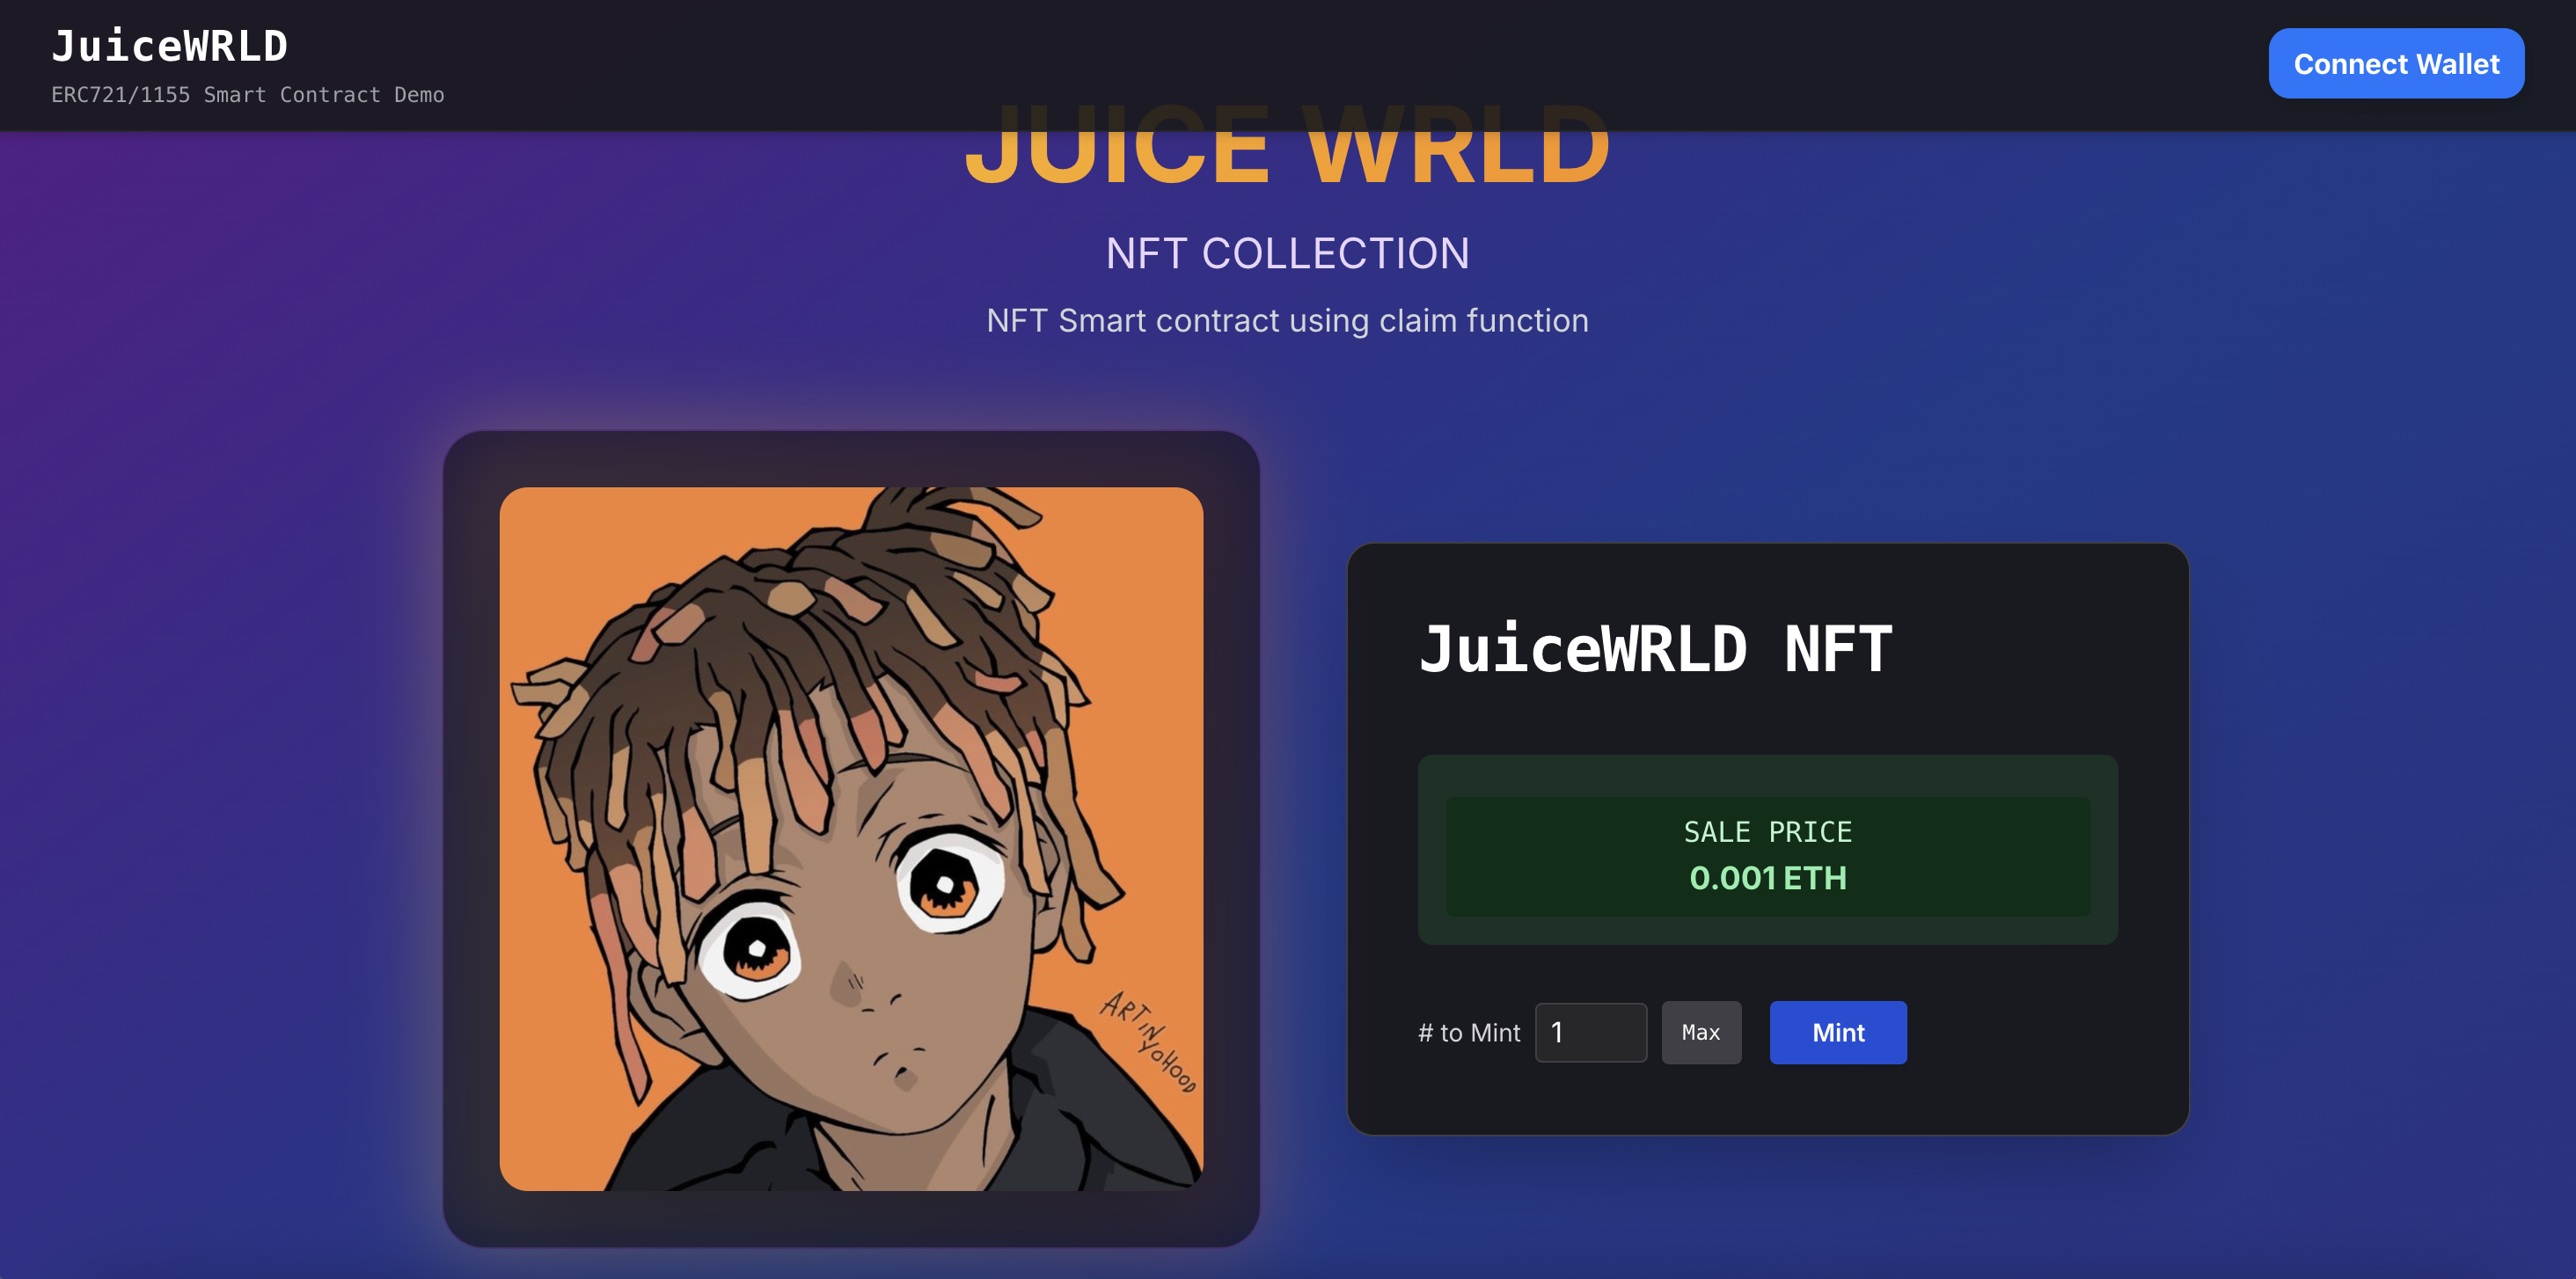 JuiceWRLD
ERC721/1155 Smart Contract Demo
Connect Wallet
JUICE WRLD
NFT COLLECTION
NFT Smart contract using claim function
ART iN
YoHOOD
JuiceWRLD NFT
SALE PRICE
0.001 ETH
# to Mint 1 Max Mint